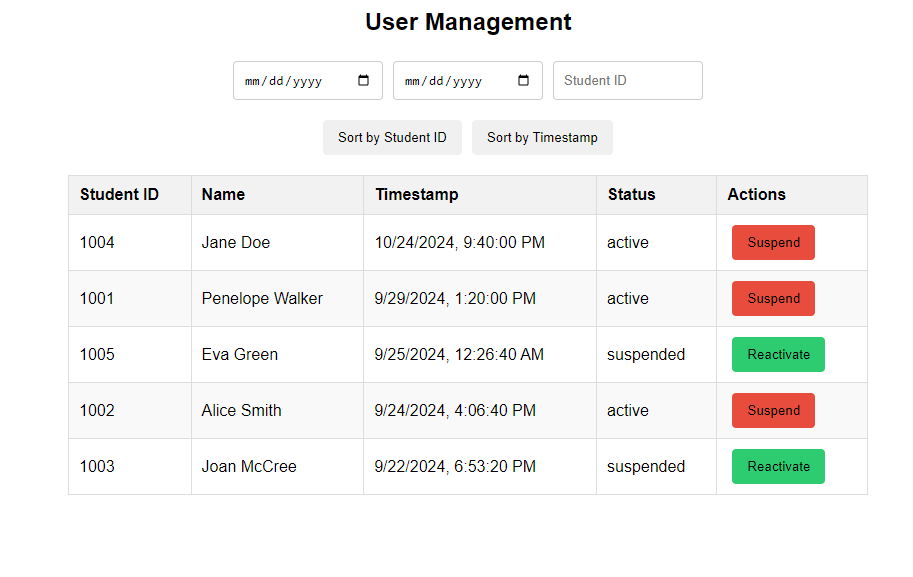 User Management
mm/dd/yyyy mm/dd/yyyy Student ID
Sort by Student ID Sort by Timestamp
Student ID Name Timestamp Status Actions
1004 Jane Doe 10/24/2024, 9:40:00 PM active Suspend
1001 Penelope Walker 9/29/2024, 1:20:00 PM active Suspend
1005 Eva Green 9/25/2024, 12:26:40 AM suspended Reactivate
1002 Alice Smith 9/24/2024, 4:06:40 PM active Suspend
1003 Joan McCree 9/22/2024, 6:53:20 PM suspended Reactivate